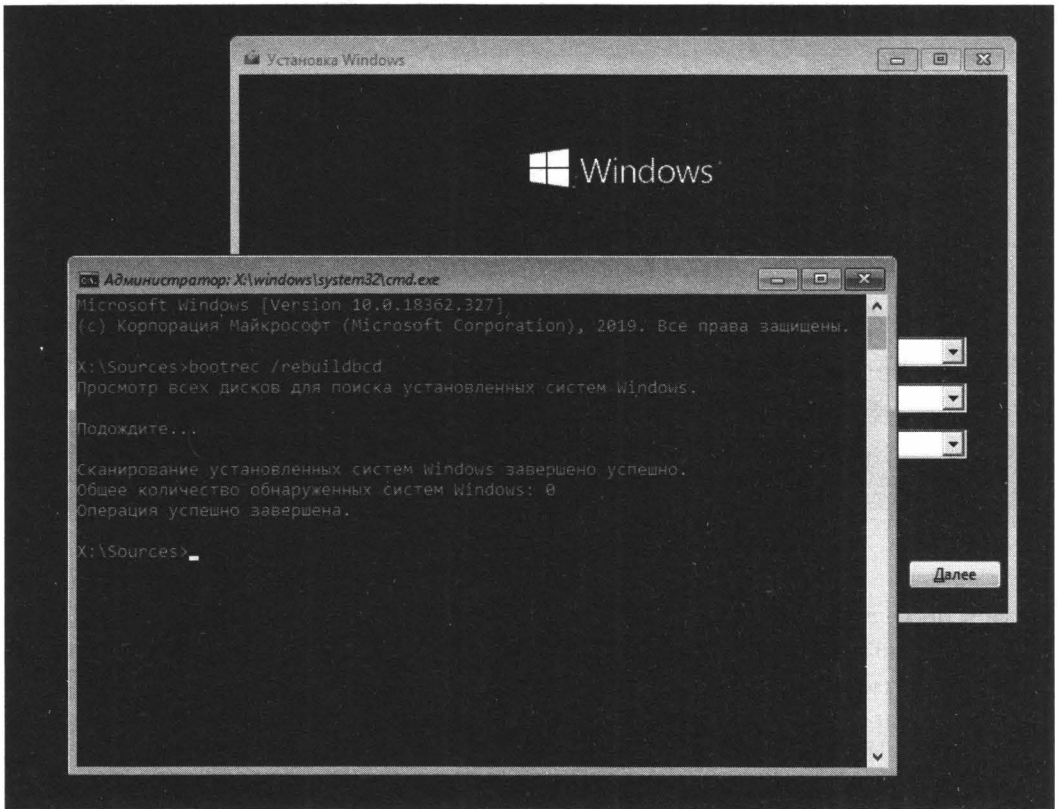 Установка Windows
Windows
Администратор: X:\windows\system32\cmd.exe
Microsoft Windows [Version 10.0.18362.327]
(c) Корпорация Майкрософт (Microsoft Corporation), 2019. Все права защищены.
X:\Sources>bootrec /rebuildbcd
Просмотр всех дисков для поиска установленных систем Windows.
Подождите...
Сканирование установленных систем Windows завершено успешно.
Общее количество обнаруженных систем Windows: 0
Операция успешно завершена.
X:\Sources>
Далее